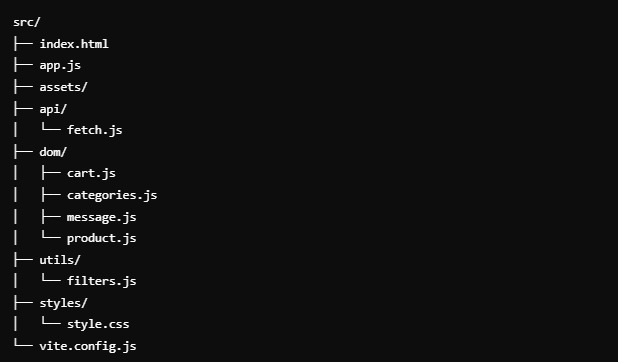 src/
├── index.html
├── app.js
├── assets/
├── api/
│   └── fetch.js
├── dom/
│   ├── cart.js
│   ├── categories.js
│   ├── message.js
│   └── product.js
├── utils/
│   └── filters.js
├── styles/
│   └── style.css
└── vite.config.js